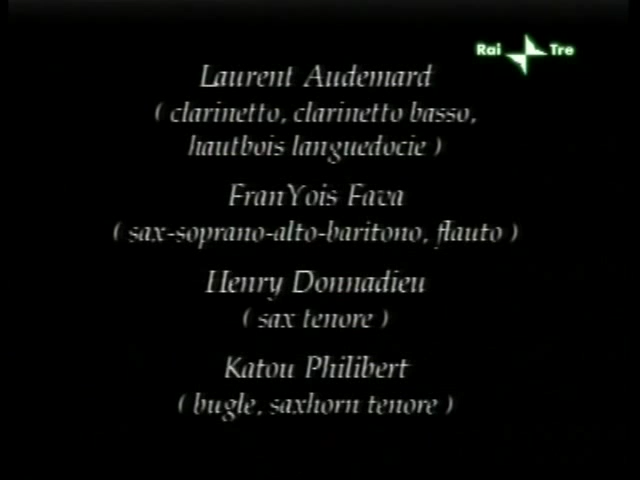 Rai Tre
Laurent Audemard
( clarinetto, clarinetto basso,
hautbois languedocie )
FranYois Fava
( sax-soprano-alto-baritono, flauto )
Henry Donnadieu
( sax tenore )
Katou Philibert
( bugle, saxhorn tenore )